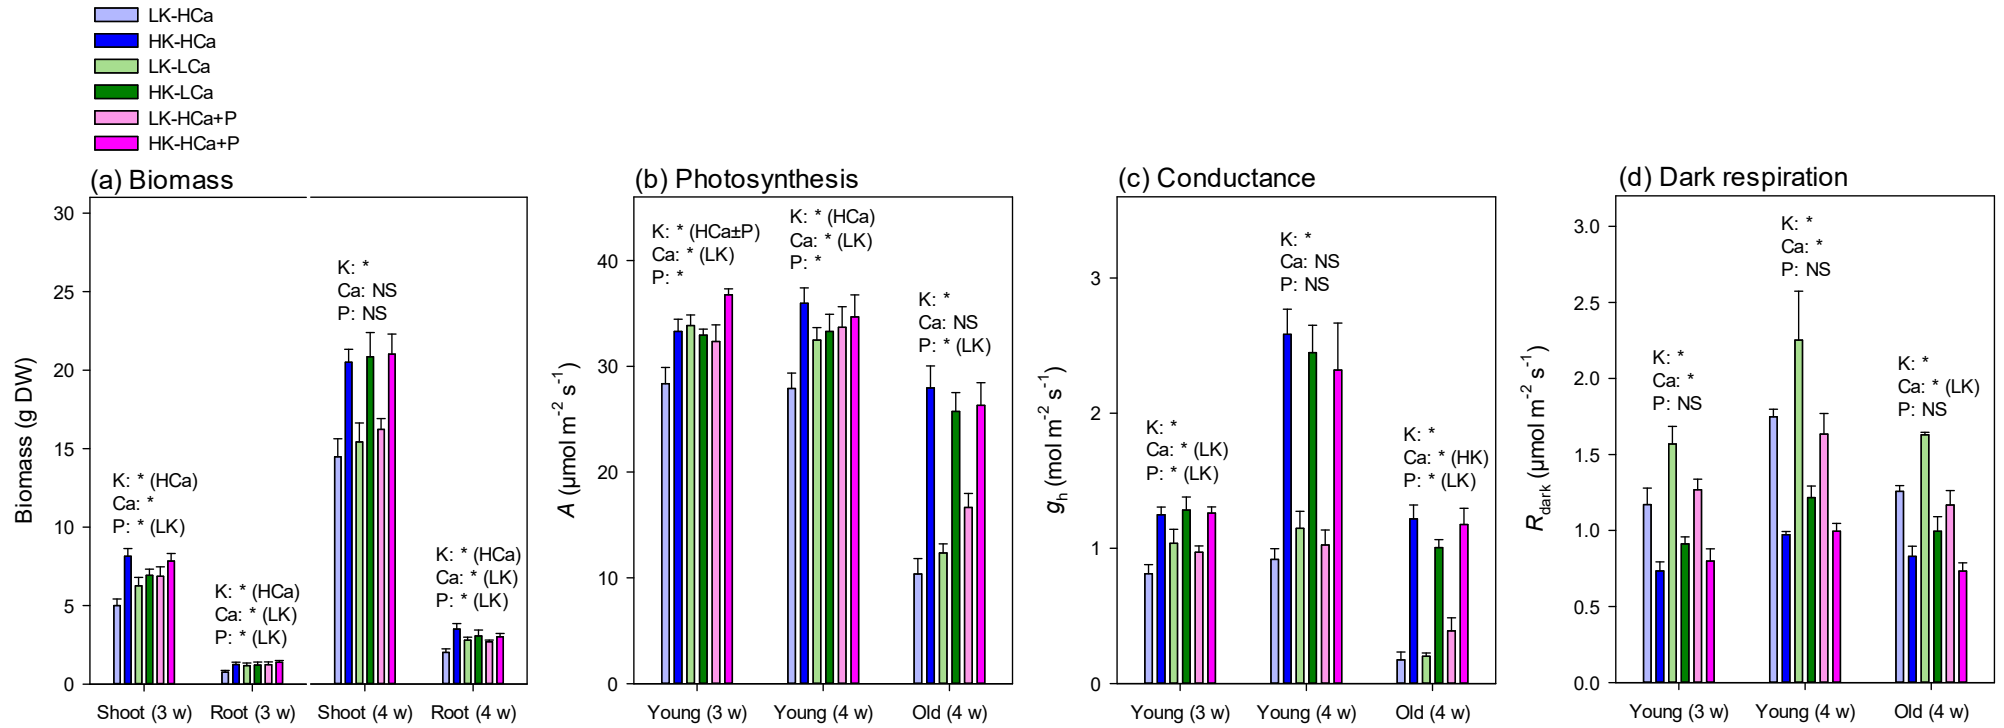 LK-HCa
HK-HCa
LK-LCa
HK-LCa
LK-HCa+P
HK-HCa+P
(a) Biomass
Biomass (g DW)
30
25
20
15
10
5
0
K: * (HCa)
Ca: *
P: * (LK)
K: * (HCa)
Ca: * (LK)
P: * (LK)
K: *
Ca: NS
P: NS
K: * (HCa)
Ca: * (LK)
P: * (LK)
Shoot (3 w)
Root (3 w)
Shoot (4 w)
Root (4 w)
(b) Photosynthesis
A (µmol m-2 s-1)
40
30
20
10
0
K: * (HCa±P)
Ca: * (LK)
P: *
K: * (HCa)
Ca: * (LK)
P: *
K: *
Ca: NS
P: * (LK)
Young (3 w)
Young (4 w)
Old (4 w)
(c) Conductance
gh (mol m-2 s-1)
3
2
1
0
K: *
Ca: * (LK)
P: * (LK)
K: *
Ca: NS
P: NS
K: *
Ca: * (HK)
P: * (LK)
Young (3 w)
Young (4 w)
Old (4 w)
(d) Dark respiration
Rdark (µmol m-2 s-1)
3.0
2.5
2.0
1.5
1.0
0.5
0.0
K: *
Ca: *
P: NS
K: *
Ca: *
P: NS
K: *
Ca: * (LK)
P: NS
Young (3 w)
Young (4 w)
Old (4 w)